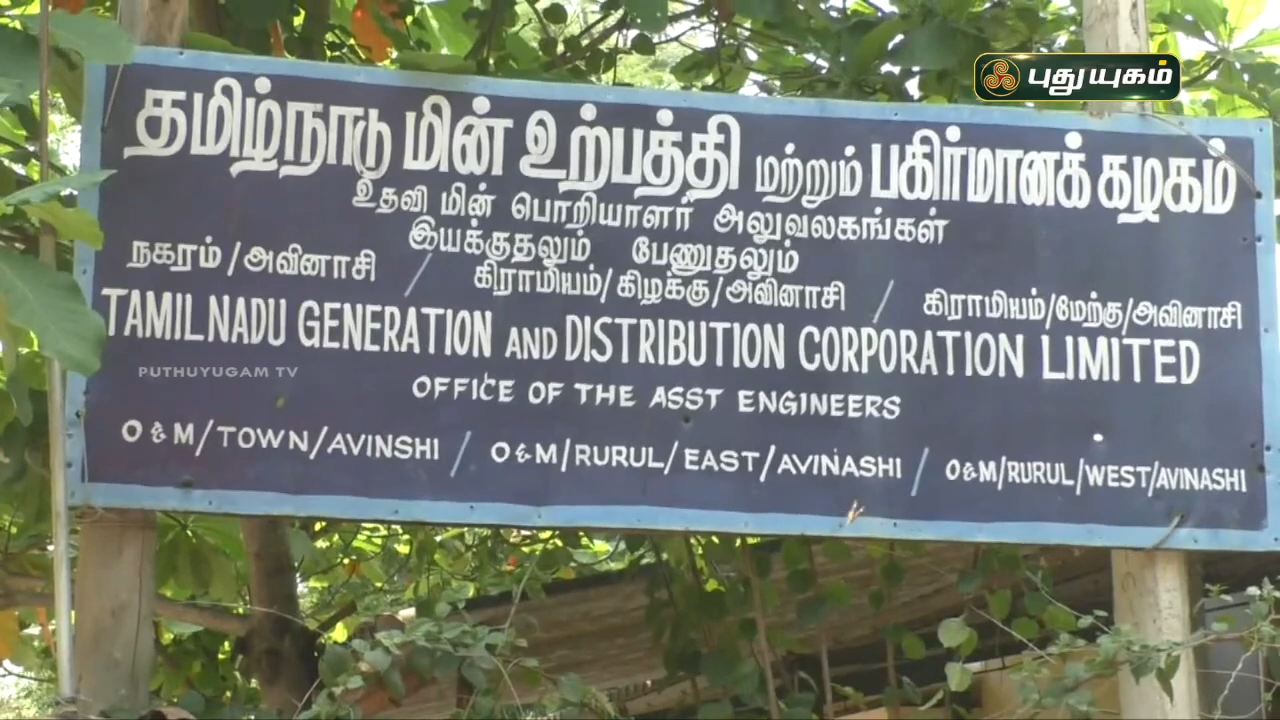 புதுயுகம்
தமிழ்நாடு மின் உற்பத்தி மற்றும் பகிர்மானக் கழகம்
உதவி மின் பொறியாளர் அலுவலகங்கள்
இயக்குதலும் பேணுதலும்
நகரம்/அவினாசி / கிராமியம்/கிழக்கு/அவினாசி / கிராமியம்/மேற்கு/அவினாசி
TAMILNADU GENERATION AND DISTRIBUTION CORPORATION LIMITED
PUTHUYUGAM TV
OFFICE OF THE ASST ENGINEERS
O&M/TOWN/AVINSHI / O&M/RURUL/EAST/AVINASHI / O&M/RURUL/WEST/AVINASHI